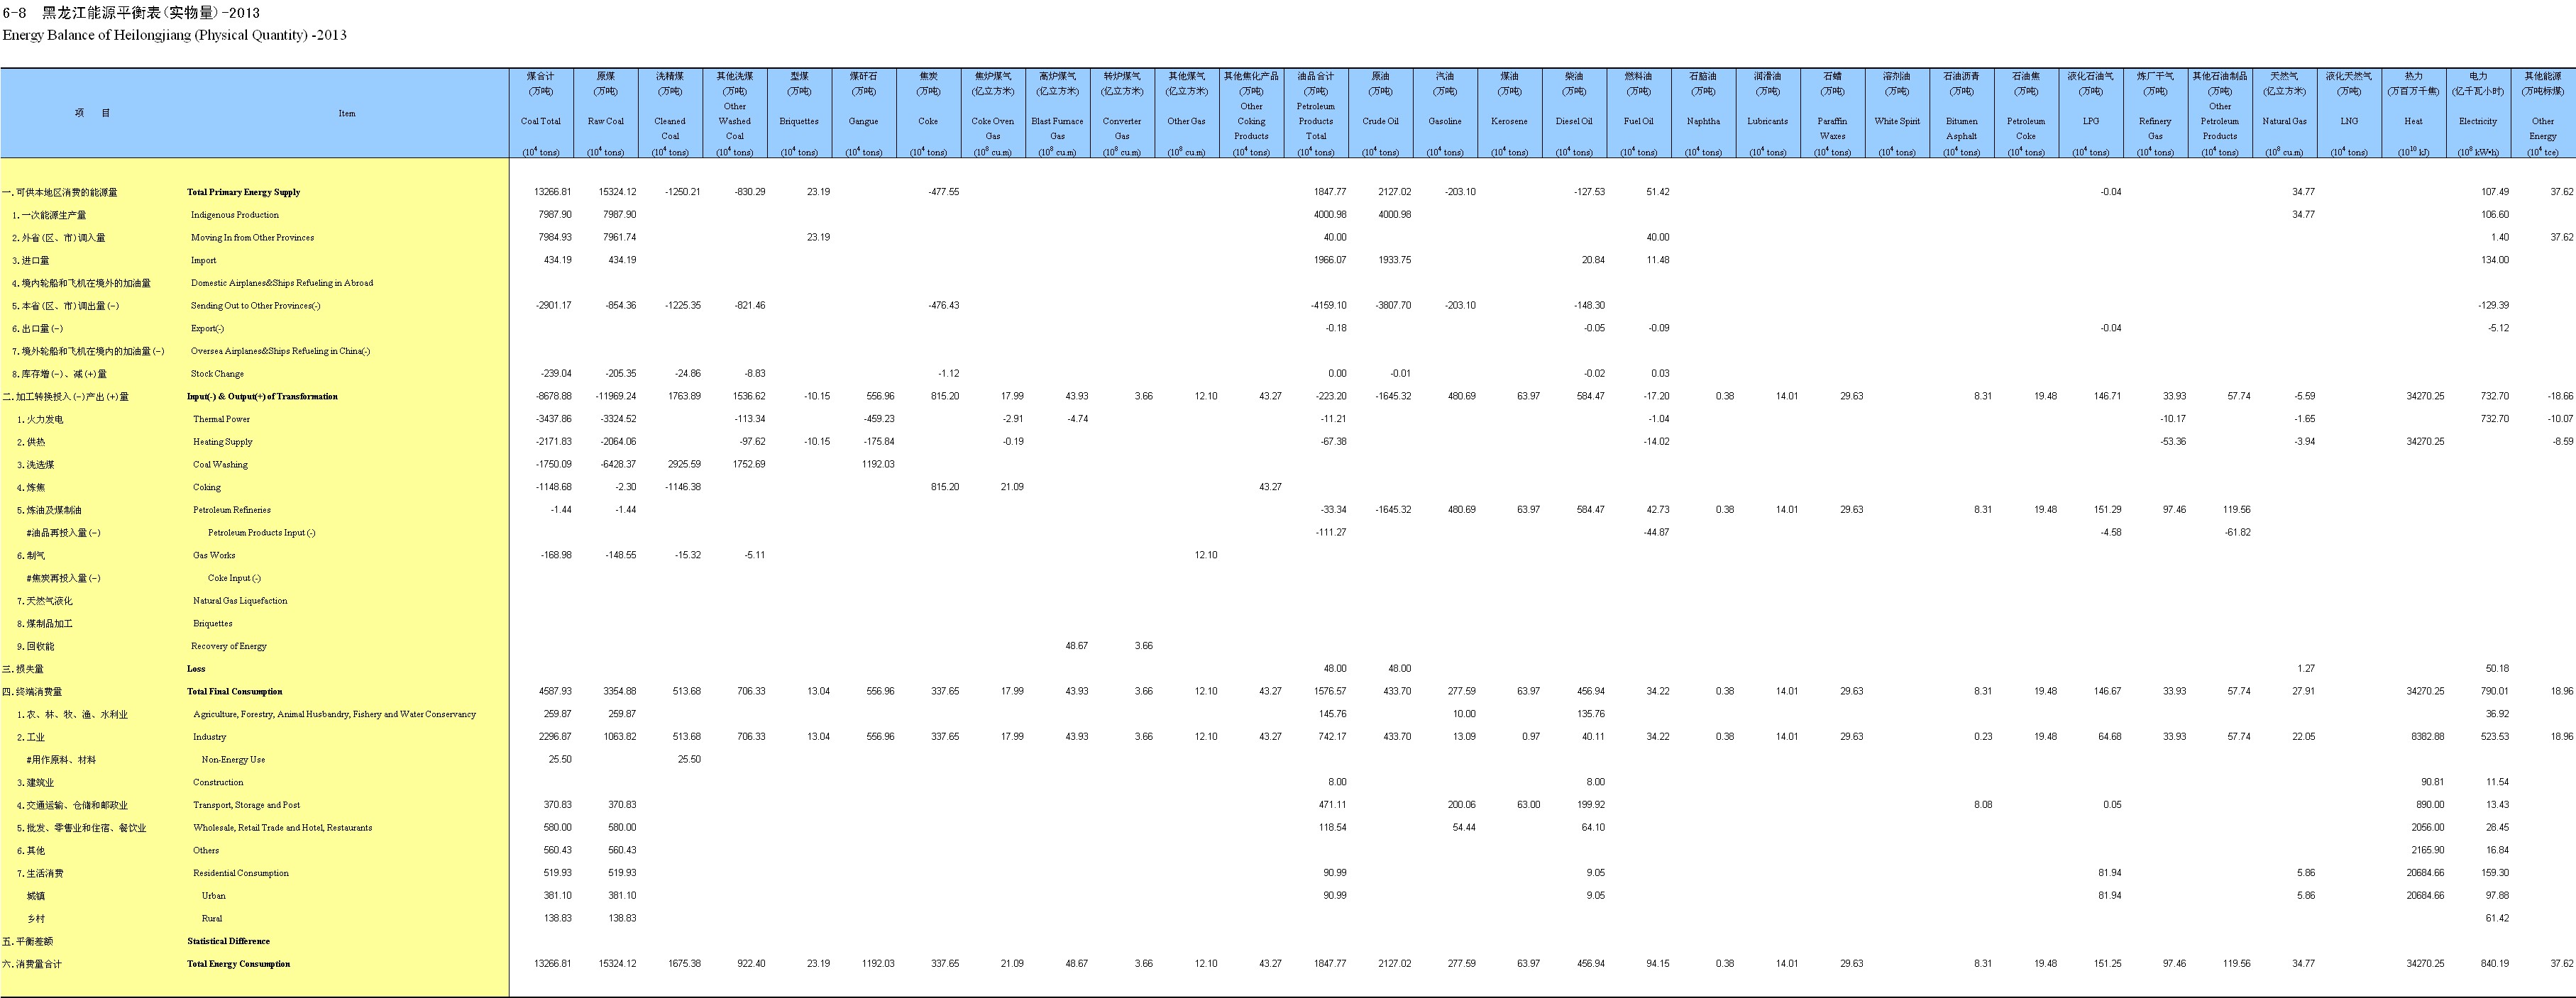 6-8 黑龙江能源平衡表(实物量)-2013
Energy Balance of Heilongjiang (Physical Quantity) -2013
项 目 Item 煤合计 (万吨) Coal Total (10⁴ tons) 原煤 (万吨) Raw Coal (10⁴ tons) 洗精煤 (万吨) Cleaned Coal (10⁴ tons) 其他洗煤 (万吨) Other Washed Coal (10⁴ tons) 型煤 (万吨) Briquettes (10⁴ tons) 煤矸石 (万吨) Gangue (10⁴ tons) 焦炭 (万吨) Coke (10⁴ tons) 焦炉煤气 (亿立方米) Coke Oven Gas (10⁸ cu.m) 高炉煤气 (亿立方米) Blast Furnace Gas (10⁸ cu.m) 转炉煤气 (亿立方米) Converter Gas (10⁸ cu.m) 其他煤气 (亿立方米) Other Gas (10⁸ cu.m) 其他焦化产品 (万吨) Other Coking Products (10⁴ tons) 油品合计 (万吨) Petroleum Products Total (10⁴ tons) 原油 (万吨) Crude Oil (10⁴ tons) 汽油 (万吨) Gasoline (10⁴ tons) 煤油 (万吨) Kerosene (10⁴ tons) 柴油 (万吨) Diesel Oil (10⁴ tons) 燃料油 (万吨) Fuel Oil (10⁴ tons) 石脑油 (万吨) Naphtha (10⁴ tons) 润滑油 (万吨) Lubricants (10⁴ tons) 石蜡 (万吨) Paraffin Waxes (10⁴ tons) 溶剂油 (万吨) White Spirit (10⁴ tons) 石油沥青 (万吨) Bitumen Asphalt (10⁴ tons) 石油焦 (万吨) Petroleum Coke (10⁴ tons) 液化石油气 (万吨) LPG (10⁴ tons) 炼厂干气 (万吨) Refinery Gas (10⁴ tons) 其他石油制品 (万吨) Other Petroleum Products (10⁴ tons) 天然气 (亿立方米) Natural Gas (10⁸ cu.m) 液化天然气 (万吨) LNG (10⁴ tons) 热力 (万百万千焦) Heat (10¹⁰ kJ) 电力 (亿千瓦小时) Electricity (10⁸ kW•h) 其他能源 (万吨标煤) Other Energy (10⁴ tce)
一.可供本地区消费的能源量 Total Primary Energy Supply 13266.81 15324.12 -1250.21 -830.29 23.19 -477.55 1847.77 2127.02 -203.10 -127.53 51.42 -0.04 34.77 107.49 37.62
1.一次能源生产量 Indigenous Production 7987.90 7987.90 4000.98 4000.98 34.77 106.60
2.外省(区、市)调入量 Moving In from Other Provinces 7984.93 7961.74 23.19 40.00 40.00 1.40 37.62
3.进口量 Import 434.19 434.19 1966.07 1933.75 20.84 11.48 134.00
4.境内轮船和飞机在境外的加油量 Domestic Airplanes&Ships Refueling in Abroad
5.本省(区、市)调出量(-) Sending Out to Other Provinces(-) -2901.17 -854.36 -1225.35 -821.46 -476.43 -4159.10 -3807.70 -203.10 -148.30 -129.39
6.出口量(-) Export(-) -0.18 -0.05 -0.09 -0.04 -5.12
7.境外轮船和飞机在境内的加油量(-) Oversea Airplanes&Ships Refueling in China(-)
8.库存增(-)、减(+)量 Stock Change -239.04 -205.35 -24.86 -8.83 -1.12 0.00 -0.01 -0.02 0.03
二.加工转换投入(-)产出(+)量 Input(-) & Output(+) of Transformation -8678.88 -11969.24 1763.89 1536.62 -10.15 556.96 815.20 17.99 43.93 3.66 12.10 43.27 -223.20 -1645.32 480.69 63.97 584.47 -17.20 0.38 14.01 29.63 8.31 19.48 146.71 33.93 57.74 -5.59 34270.25 732.70 -18.66
1.火力发电 Thermal Power -3437.86 -3324.52 -113.34 -459.23 -2.91 -4.74 -11.21 -1.04 -10.17 -1.65 732.70 -10.07
2.供热 Heating Supply -2171.83 -2064.06 -97.62 -10.15 -175.84 -0.19 -67.38 -14.02 -53.36 -3.94 34270.25 -8.59
3.洗选煤 Coal Washing -1750.09 -6428.37 2925.59 1752.69 1192.03
4.炼焦 Coking -1148.68 -2.30 -1146.38 815.20 21.09 43.27
5.炼油及煤制油 Petroleum Refineries -1.44 -1.44 -33.34 -1645.32 480.69 63.97 584.47 42.73 0.38 14.01 29.63 8.31 19.48 151.29 97.46 119.56
#油品再投入量(-) Petroleum Products Input (-) -111.27 -44.87 -4.58 -61.82
6.制气 Gas Works -168.98 -148.55 -15.32 -5.11 12.10
#焦炭再投入量(-) Coke Input (-)
7.天然气液化 Natural Gas Liquefaction
8.煤制品加工 Briquettes
9.回收能 Recovery of Energy 48.67 3.66
三.损失量 Loss 48.00 48.00 1.27 50.18
四.终端消费量 Total Final Consumption 4587.93 3354.88 513.68 706.33 13.04 556.96 337.65 17.99 43.93 3.66 12.10 43.27 1576.57 433.70 277.59 63.97 456.94 34.22 0.38 14.01 29.63 8.31 19.48 146.67 33.93 57.74 27.91 34270.25 790.01 18.96
1.农、林、牧、渔、水利业 Agriculture, Forestry, Animal Husbandry, Fishery and Water Conservancy 259.87 259.87 145.76 10.00 135.76 36.92
2.工业 Industry 2296.87 1063.82 513.68 706.33 13.04 556.96 337.65 17.99 43.93 3.66 12.10 43.27 742.17 433.70 13.09 0.97 40.11 34.22 0.38 14.01 29.63 0.23 19.48 64.68 33.93 57.74 22.05 8382.88 523.53 18.96
#用作原料、材料 Non-Energy Use 25.50 25.50
3.建筑业 Construction 8.00 8.00 90.81 11.54
4.交通运输、仓储和邮政业 Transport, Storage and Post 370.83 370.83 471.11 200.06 63.00 199.92 8.08 0.05 890.00 13.43
5.批发、零售业和住宿、餐饮业 Wholesale, Retail Trade and Hotel, Restaurants 580.00 580.00 118.54 54.44 64.10 2056.00 28.45
6.其他 Others 560.43 560.43 2165.90 16.84
7.生活消费 Residential Consumption 519.93 519.93 90.99 9.05 81.94 5.86 20684.66 159.30
城镇 Urban 381.10 381.10 90.99 9.05 81.94 5.86 20684.66 97.88
乡村 Rural 138.83 138.83 61.42
五.平衡差额 Statistical Difference
六.消费量合计 Total Energy Consumption 13266.81 15324.12 1675.38 922.40 23.19 1192.03 337.65 21.09 48.67 3.66 12.10 43.27 1847.77 2127.02 277.59 63.97 456.94 94.15 0.38 14.01 29.63 8.31 19.48 151.25 97.46 119.56 34.77 34270.25 840.19 37.62